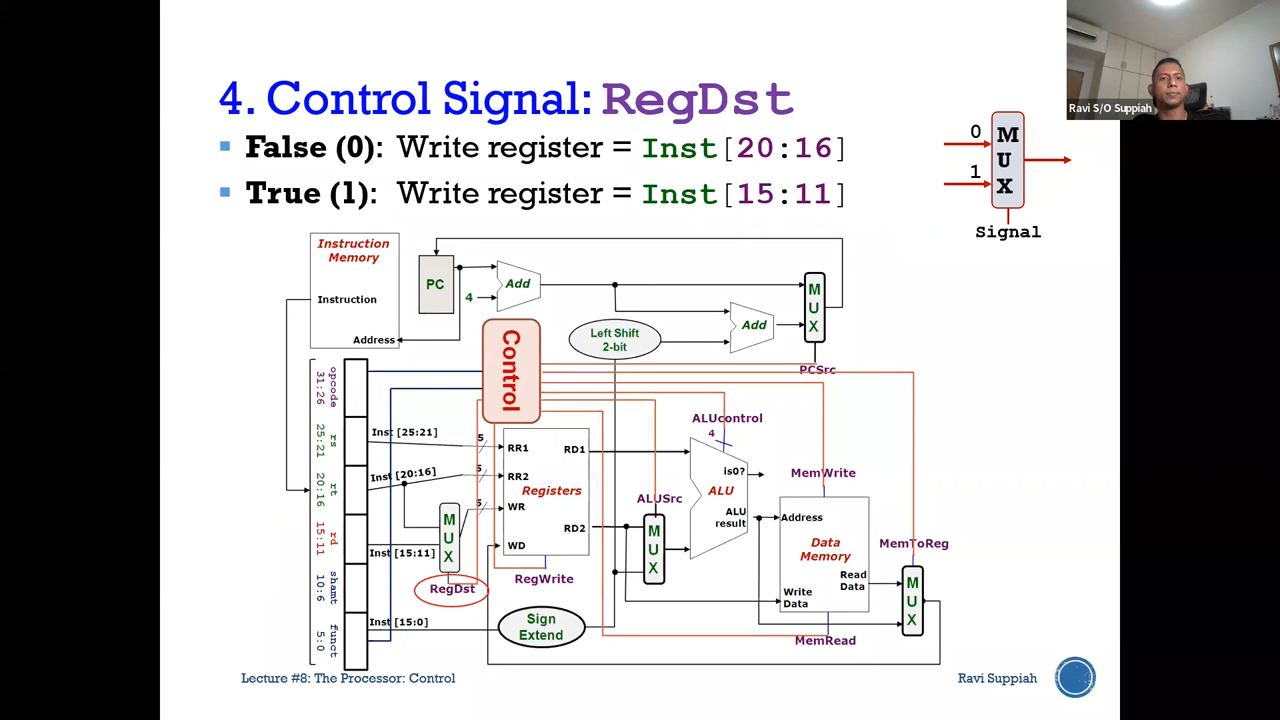 4. Control Signal: RegDst
▪ False (0): Write register = Inst[20:16]
▪ True (1): Write register = Inst[15:11]
0
1
M
U
X
Signal
Ravi S/O Suppiah
Instruction
Memory
Instruction
Address
PC
4
Add
Left Shift
2-bit
Add
M
U
X
PCSrc
Control
opcode
31:26
rs
25:21
rt
20:16
rd
15:11
shamt
10:6
funct
5:0
Inst [25:21]
Inst [20:16]
Inst [15:11]
Inst [15:0]
5
5
5
M
U
X
RegDst
RR1
RR2
WR
WD
Registers
RD1
RD2
RegWrite
Sign
Extend
ALUSrc
M
U
X
ALUcontrol
4
is0?
ALU
ALU
result
MemWrite
Address
Data
Memory
Read
Data
Write
Data
MemRead
MemToReg
M
U
X
Lecture #8: The Processor: Control
Ravi Suppiah